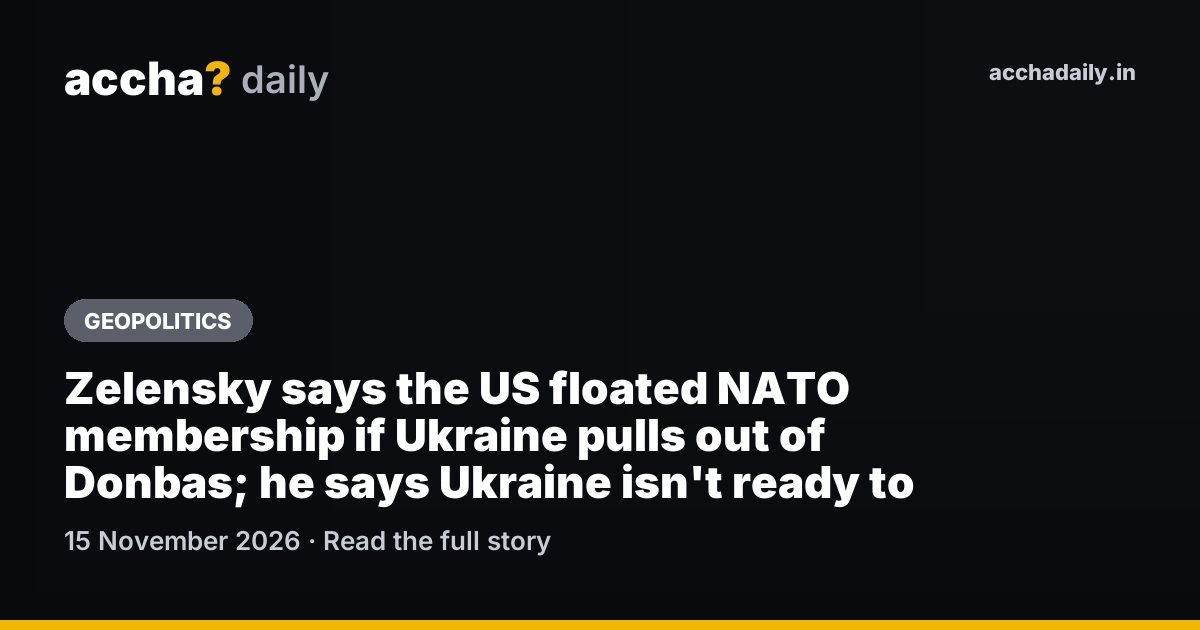 accha? daily
acchadaily.in
GEOPOLITICS
Zelensky says the US floated NATO
membership if Ukraine pulls out of
Donbas; he says Ukraine isn't ready to
15 November 2026 · Read the full story